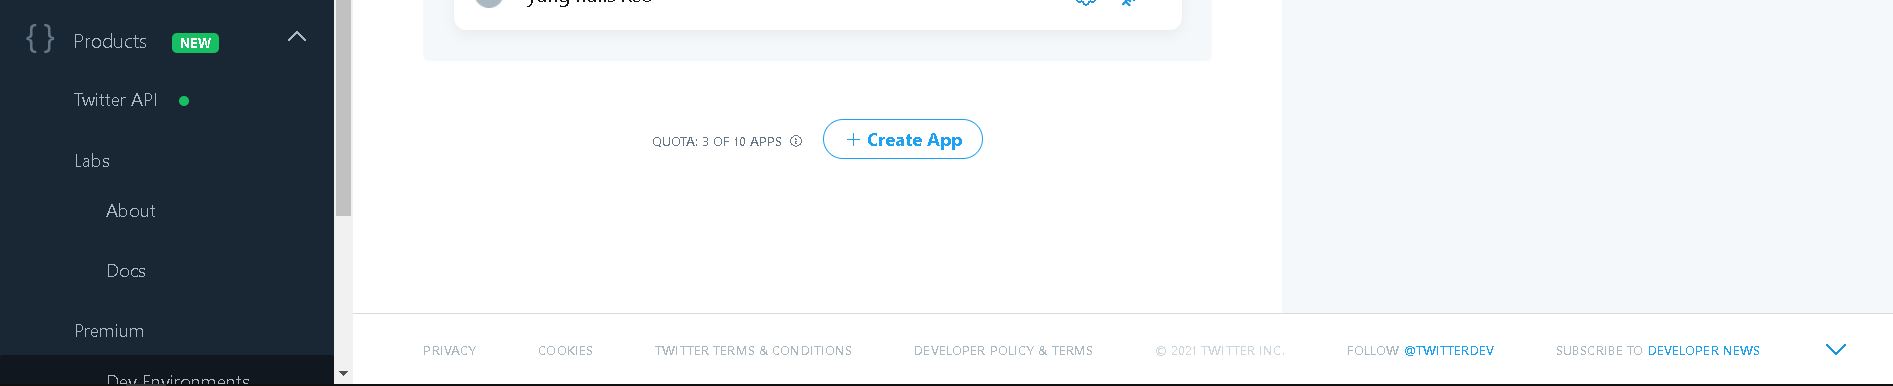 Products NEW
Twitter API
Labs
About
Docs
Premium
Dev Environments
QUOTA: 3 OF 10 APPS
+ Create App
PRIVACY
COOKIES
TWITTER TERMS & CONDITIONS
DEVELOPER POLICY & TERMS
© 2021 TWITTER INC.
FOLLOW @TWITTERDEV
SUBSCRIBE TO DEVELOPER NEWS